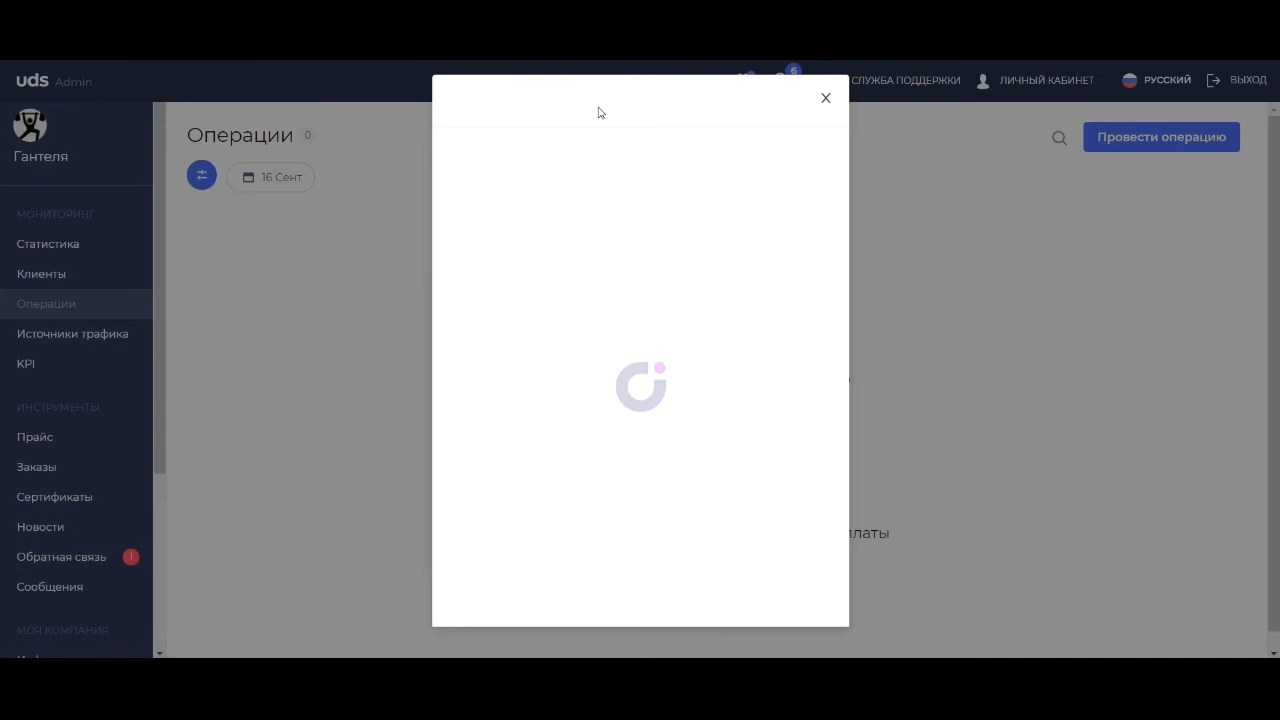 uds Admin
6
СЛУЖБА ПОДДЕРЖКИ
ЛИЧНЫЙ КАБИНЕТ
РУССКИЙ
ВЫХОД
X
Гантеля
Операции 0
Провести операцию
16 Сент
МОНИТОРИНГ
Статистика
Клиенты
Операции
Источники трафика
KPI
ИНСТРУМЕНТЫ
Прайс
Заказы
Сертификаты
Новости
Обратная связь 1
Сообщения
МОЯ КОМПАНИЯ